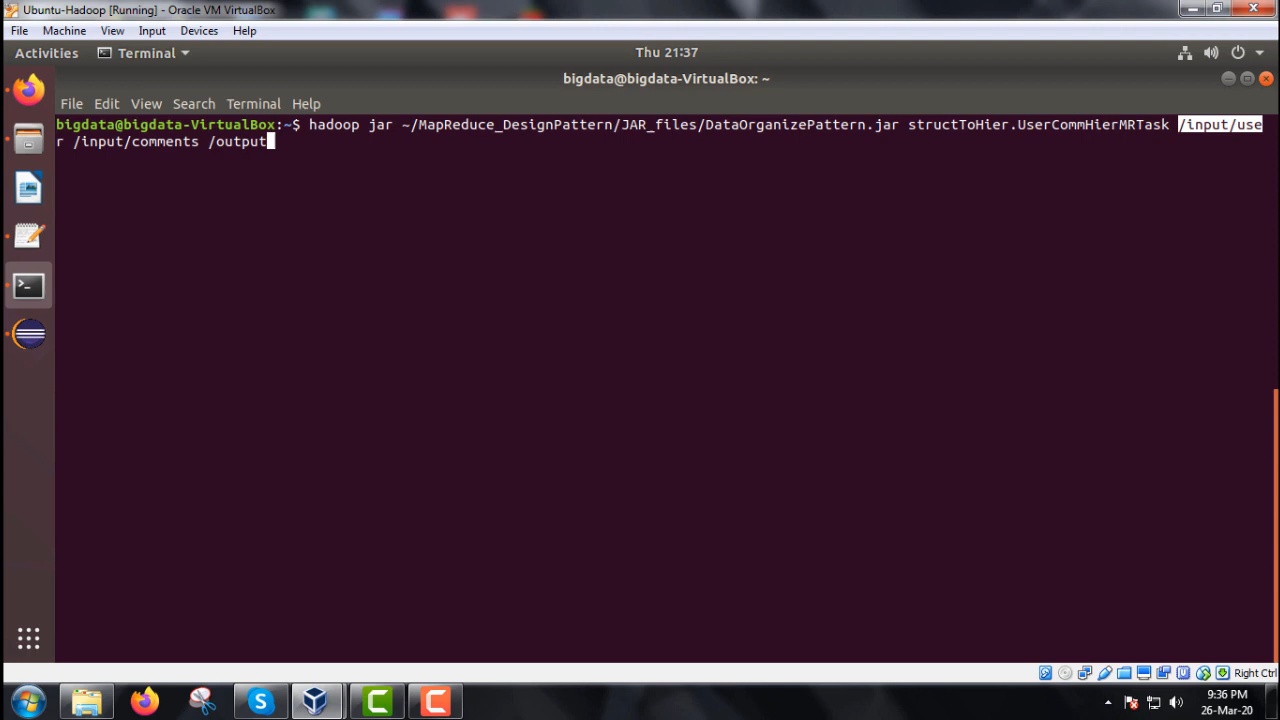 Ubuntu-Hadoop [Running] - Oracle VM VirtualBox
File Machine View Input Devices Help
Activities Terminal Thu 21:37
bigdata@bigdata-VirtualBox: ~
File Edit View Search Terminal Help
bigdata@bigdata-VirtualBox:~$ hadoop jar ~/MapReduce_DesignPattern/JAR_files/DataOrganizePattern.jar structToHier.UserCommHierMRTask /input/use
r /input/comments /output
Right Ctrl
9:36 PM
26-Mar-20